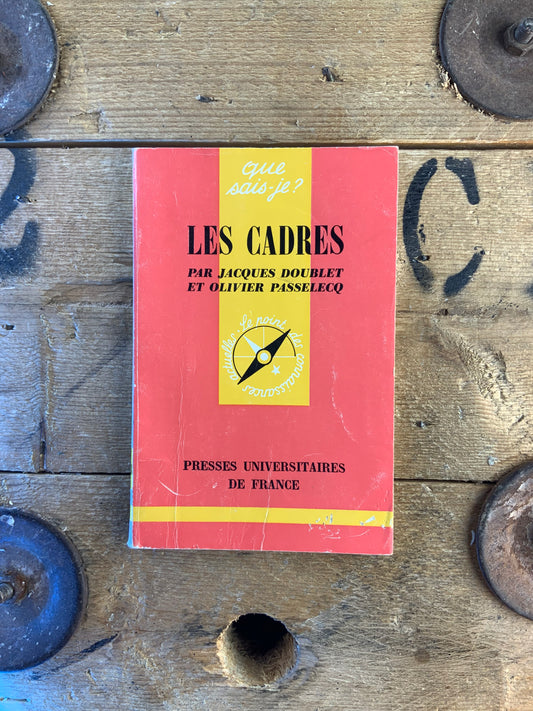 que
sais-je?
LES CADRES
PAR JACQUES DOUBLET
ET OLIVIER PASSELECQ
"Le point des connaissances actuelles"
PRESSES UNIVERSITAIRES
DE FRANCE
C